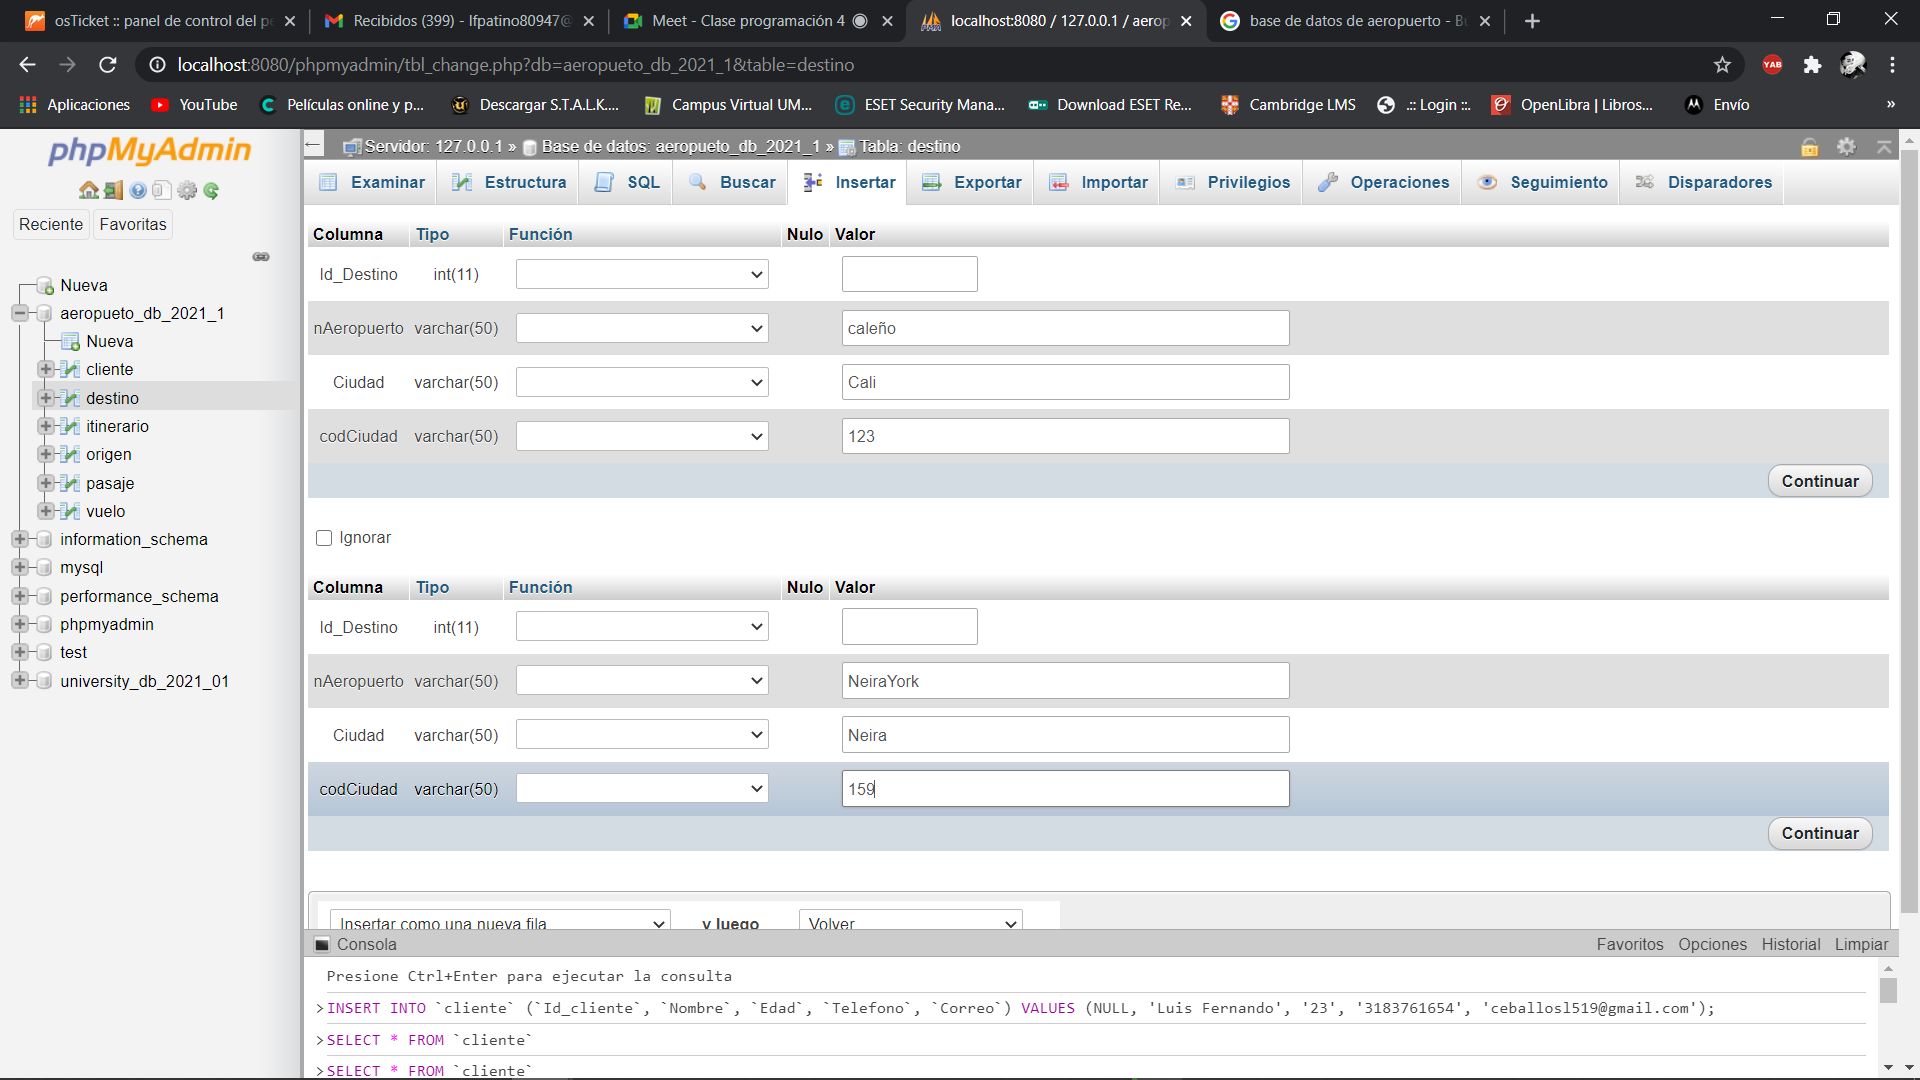 osTicket :: panel de control del pe
Recibidos (399) - lfpatino80947@
Meet - Clase programación 4
localhost:8080 / 127.0.0.1 / aerop
base de datos de aeropuerto - Bu
localhost:8080/phpmyadmin/tbl_change.php?db=aeropueto_db_2021_1&table=destino
YAB
Aplicaciones
YouTube
Películas online y p...
Descargar S.T.A.L.K....
Campus Virtual UM...
ESET Security Mana...
Download ESET Re...
Cambridge LMS
.:: Login ::.
OpenLibra | Libros...
Envío
»
phpMyAdmin
Reciente
Favoritas
Nueva
aeropueto_db_2021_1
Nueva
cliente
destino
itinerario
origen
pasaje
vuelo
information_schema
mysql
performance_schema
phpmyadmin
test
university_db_2021_01
Servidor: 127.0.0.1 » Base de datos: aeropueto_db_2021_1 » Tabla: destino
Examinar
Estructura
SQL
Buscar
Insertar
Exportar
Importar
Privilegios
Operaciones
Seguimiento
Disparadores
Columna Tipo Función Nulo Valor
Id_Destino int(11)
nAeropuerto varchar(50) caleño
Ciudad varchar(50) Cali
codCiudad varchar(50) 123
Continuar
Ignorar
Columna Tipo Función Nulo Valor
Id_Destino int(11)
nAeropuerto varchar(50) NeiraYork
Ciudad varchar(50) Neira
codCiudad varchar(50) 159
Continuar
Insertar como una nueva fila y luego Volver
Consola
Favoritos Opciones Historial Limpiar
Presione Ctrl+Enter para ejecutar la consulta
>INSERT INTO `cliente` (`Id_cliente`, `Nombre`, `Edad`, `Telefono`, `Correo`) VALUES (NULL, 'Luis Fernando', '23', '3183761654', 'ceballosl519@gmail.com');
>SELECT * FROM `cliente`
>SELECT * FROM `cliente`